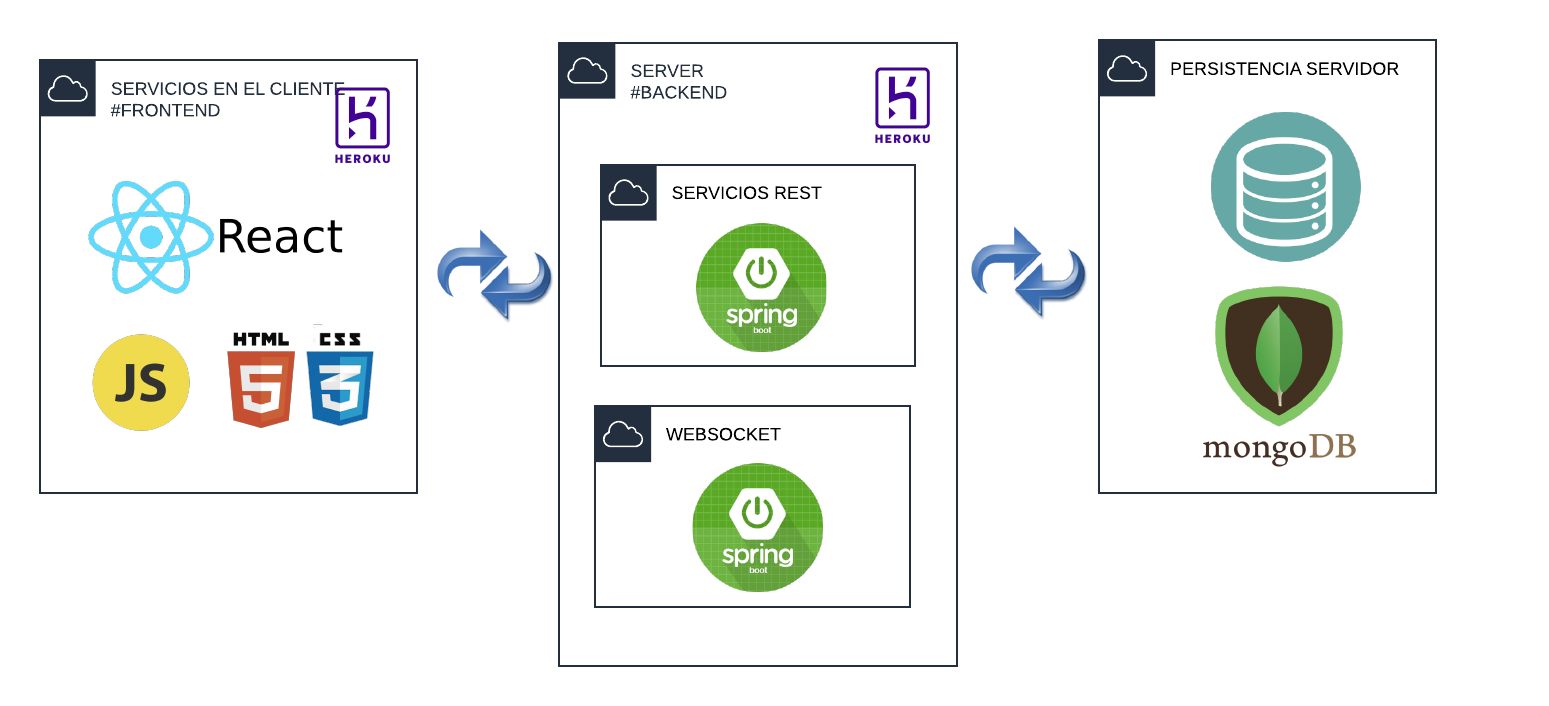 SERVICIOS EN EL CLIENTE
#FRONTEND
HEROKU
React
JS
HTML
5
CSS
3
SERVER
#BACKEND
HEROKU
SERVICIOS REST
spring
boot
WEBSOCKET
spring
boot
PERSISTENCIA SERVIDOR
mongoDB